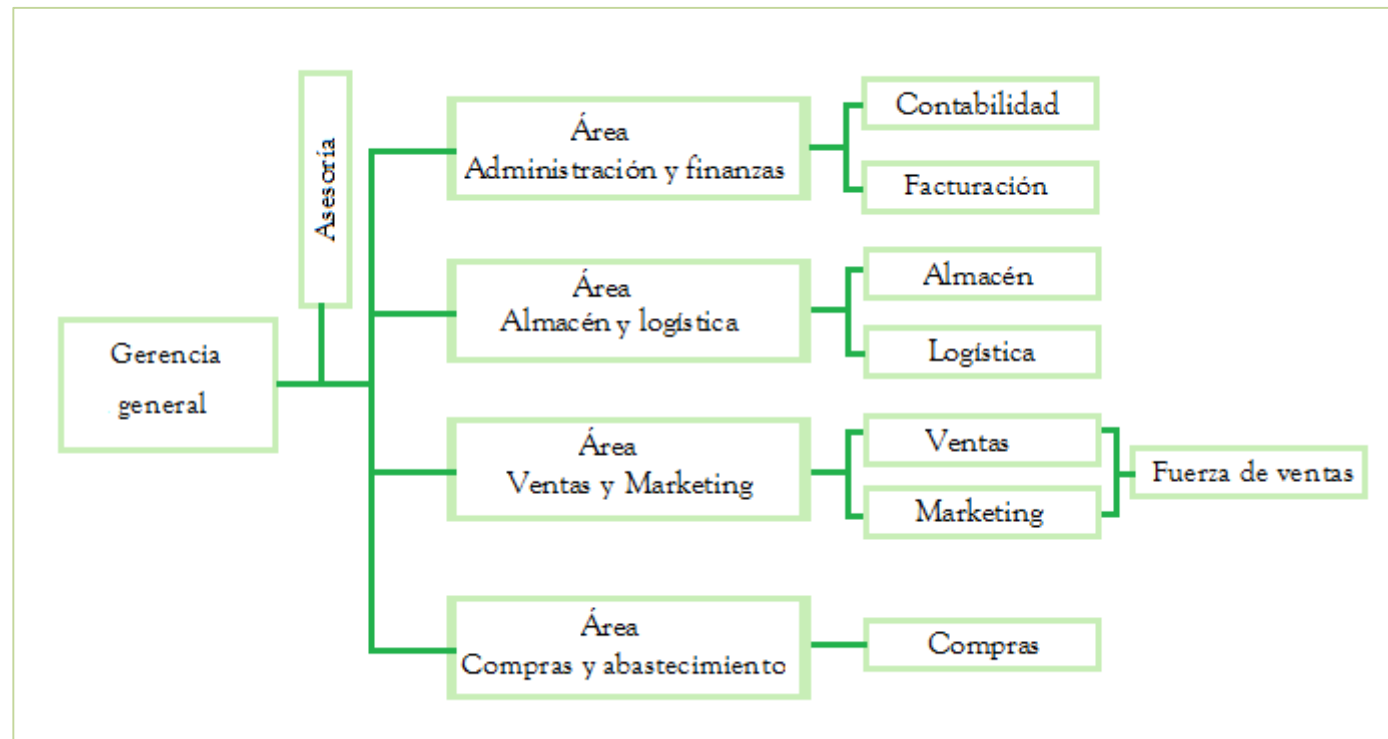 Gerencia
general
Asesoría
Área
Administración y finanzas
Contabilidad
Facturación
Área
Almacén y logística
Almacén
Logística
Área
Ventas y Marketing
Ventas
Marketing
Fuerza de ventas
Área
Compras y abastecimiento
Compras